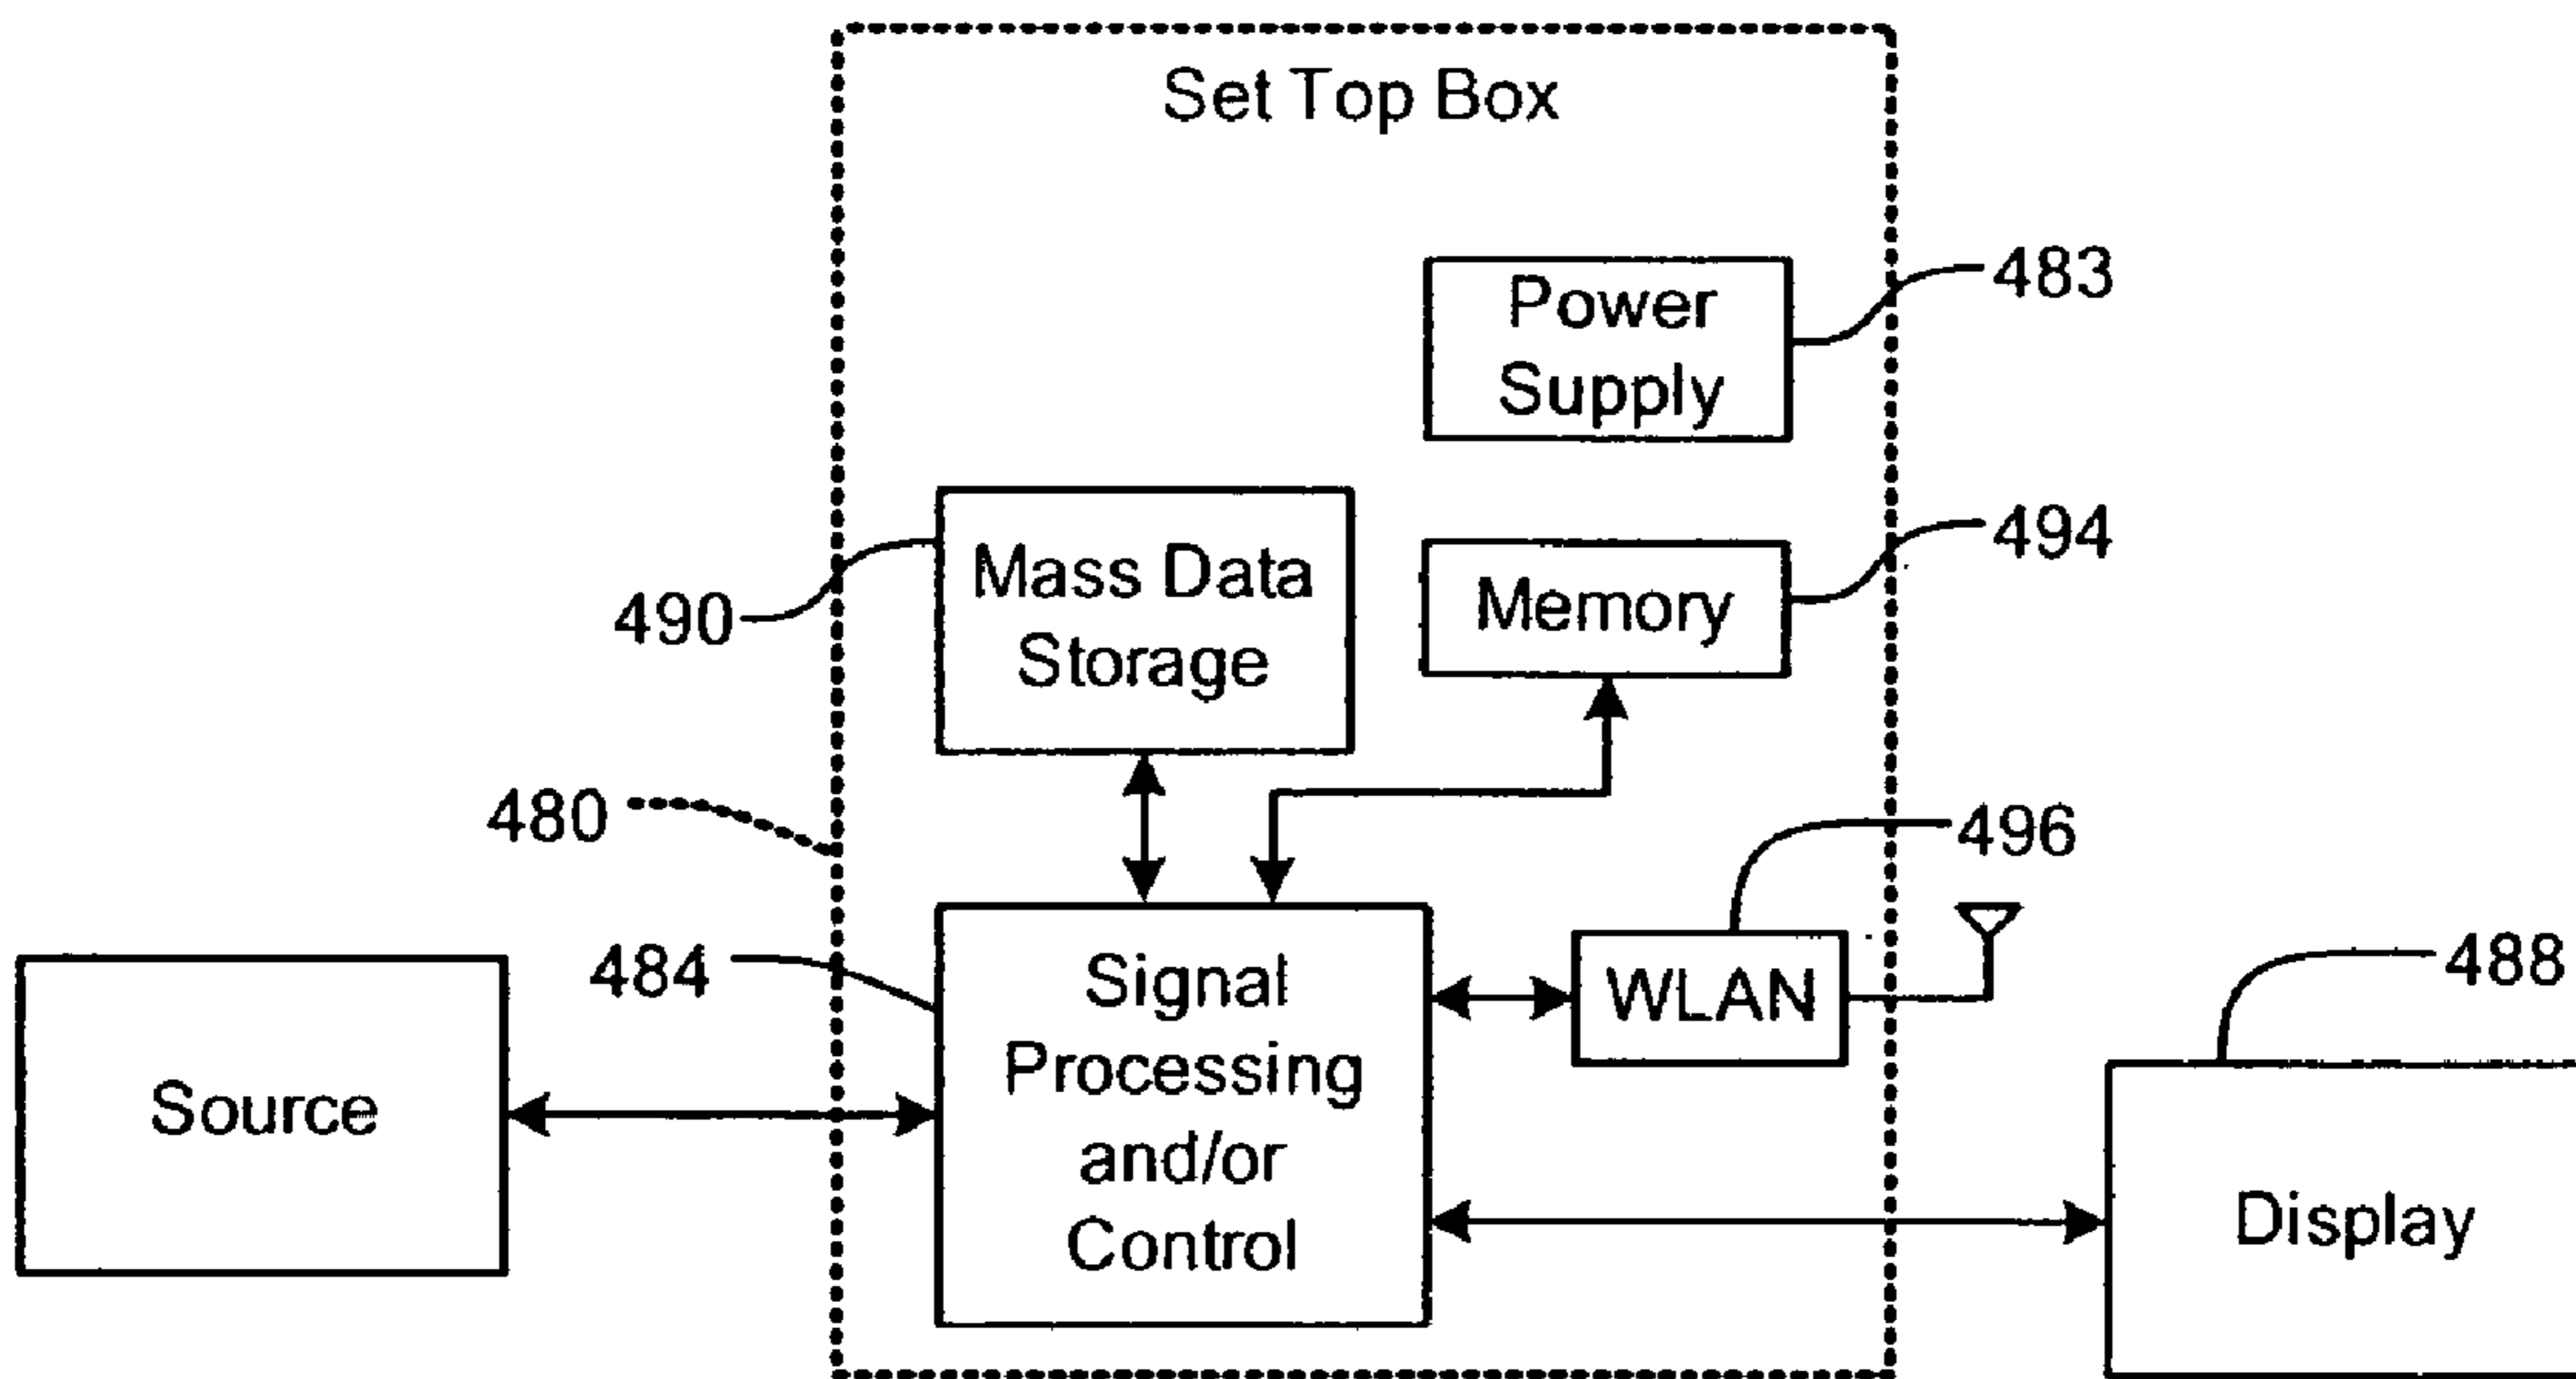 Set Top Box
Power
Supply
483
Mass Data
Storage
490
Memory
494
480
496
484
Signal
Processing
and/or
Control
WLAN
488
Source
Display